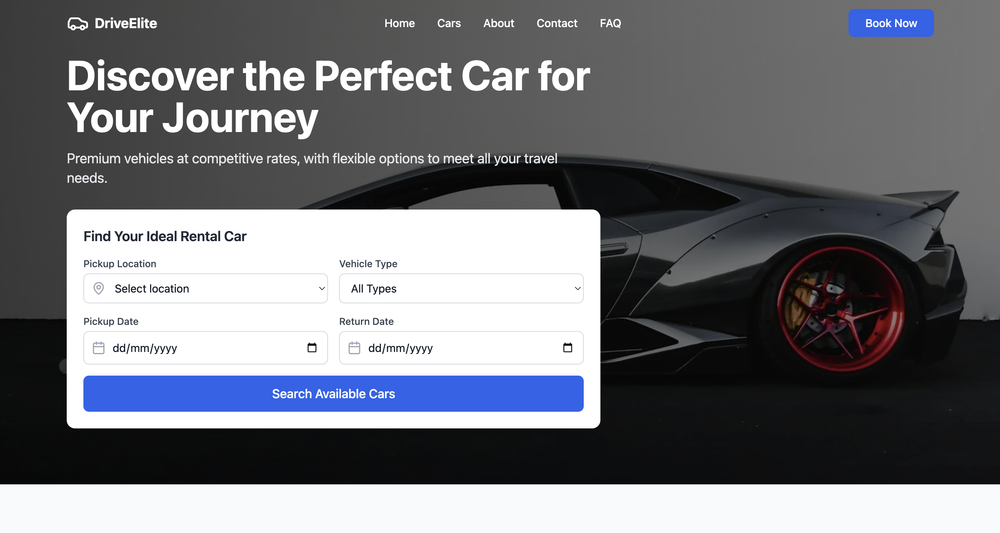 DriveElite
Home
Cars
About
Contact
FAQ
Book Now
Discover the Perfect Car for
Your Journey
Premium vehicles at competitive rates, with flexible options to meet all your travel
needs.
Find Your Ideal Rental Car
Pickup Location
Vehicle Type
Select location
All Types
Pickup Date
Return Date
dd/mm/yyyy
dd/mm/yyyy
Search Available Cars